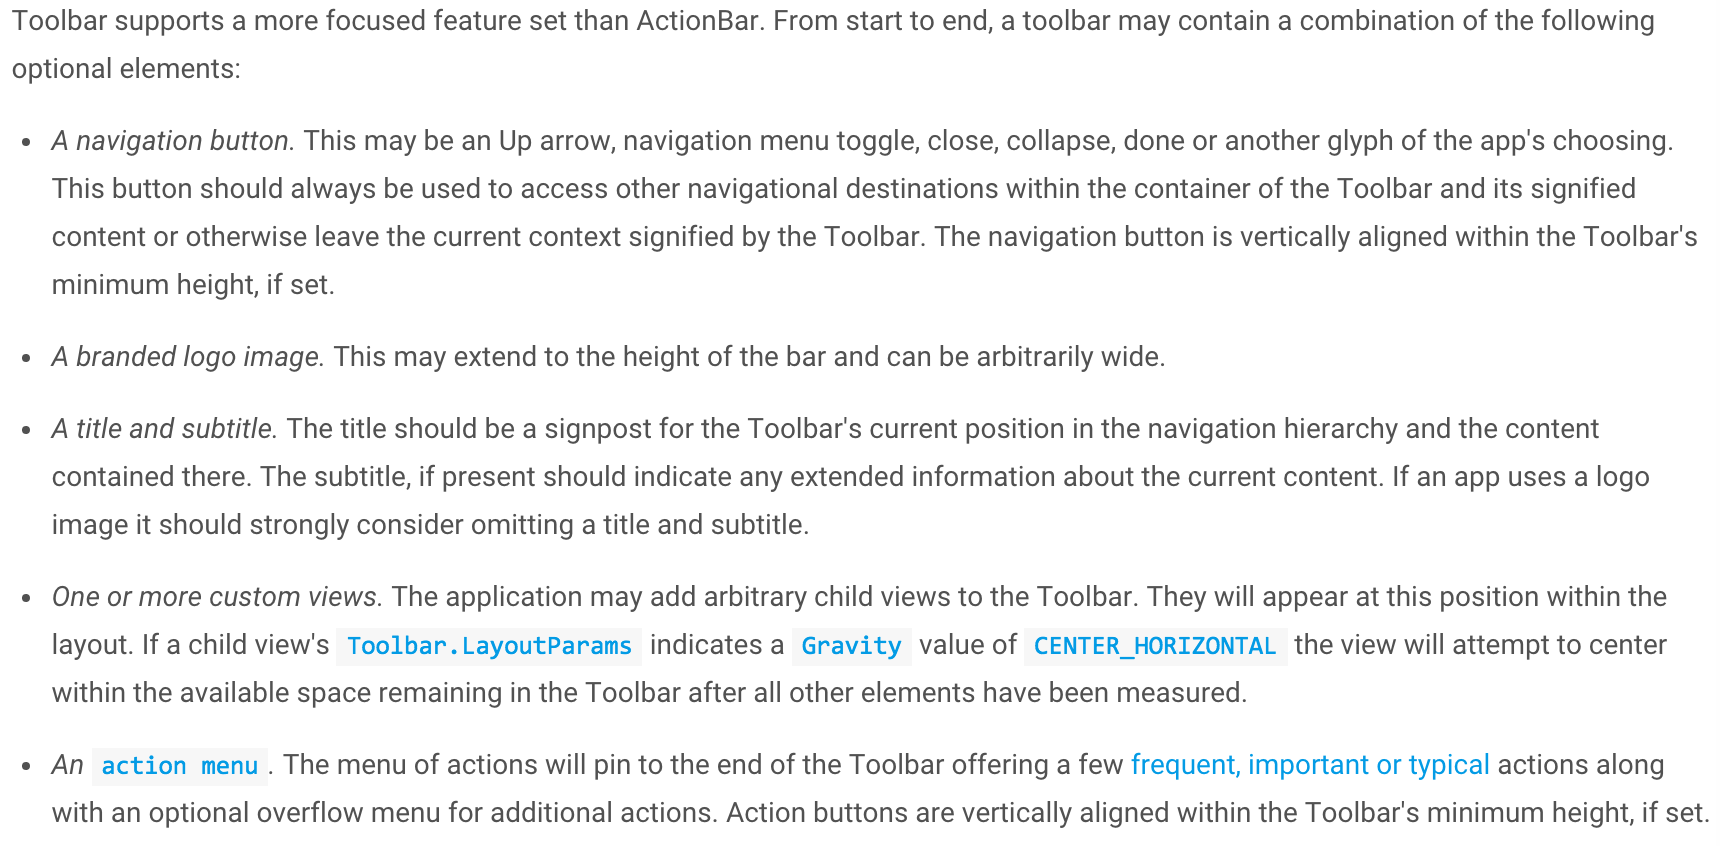 Toolbar supports a more focused feature set than ActionBar. From start to end, a toolbar may contain a combination of the following
optional elements:
• A navigation button. This may be an Up arrow, navigation menu toggle, close, collapse, done or another glyph of the app's choosing.
This button should always be used to access other navigational destinations within the container of the Toolbar and its signified
content or otherwise leave the current context signified by the Toolbar. The navigation button is vertically aligned within the Toolbar's
minimum height, if set.
• A branded logo image. This may extend to the height of the bar and can be arbitrarily wide.
• A title and subtitle. The title should be a signpost for the Toolbar's current position in the navigation hierarchy and the content
contained there. The subtitle, if present should indicate any extended information about the current content. If an app uses a logo
image it should strongly consider omitting a title and subtitle.
• One or more custom views. The application may add arbitrary child views to the Toolbar. They will appear at this position within the
layout. If a child view's Toolbar.LayoutParams indicates a Gravity value of CENTER_HORIZONTAL the view will attempt to center
within the available space remaining in the Toolbar after all other elements have been measured.
• An action menu. The menu of actions will pin to the end of the Toolbar offering a few frequent, important or typical actions along
with an optional overflow menu for additional actions. Action buttons are vertically aligned within the Toolbar's minimum height, if set.